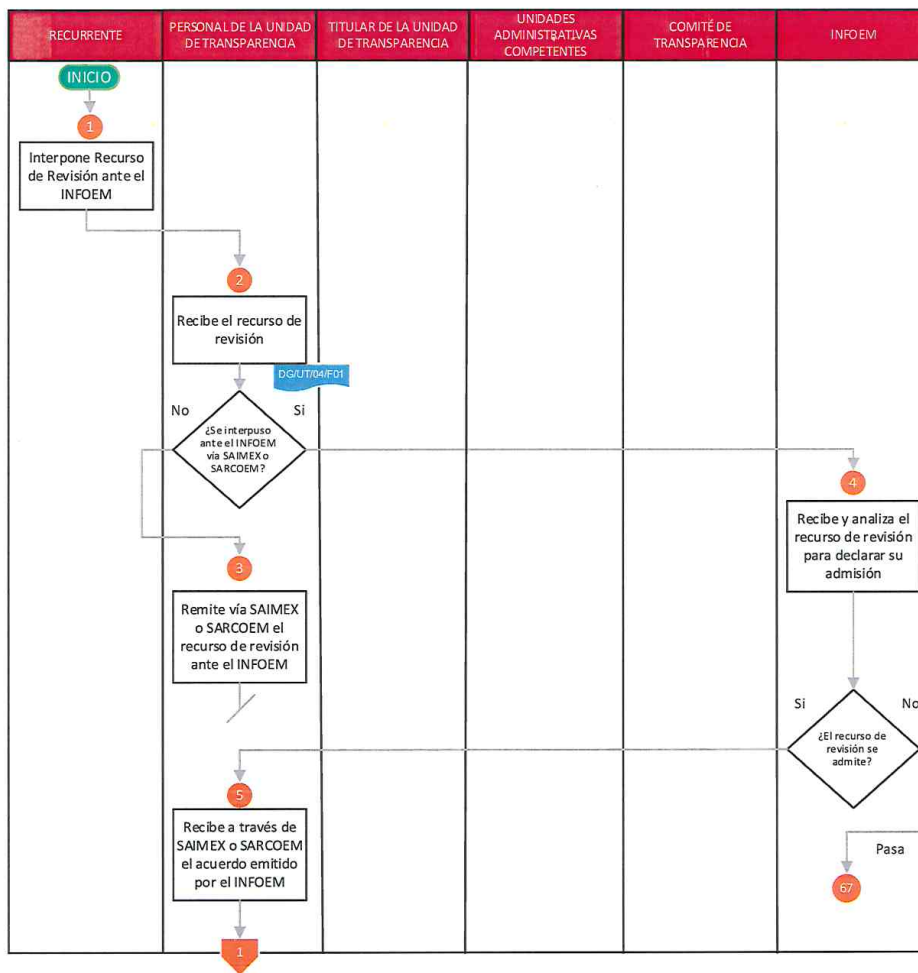 RECURRENTE
PERSONAL DE LA UNIDAD
DE TRANSPARENCIA
TITULAR DE LA UNIDAD
DE TRANSPARENCIA
UNIDADES
ADMINISTRATIVAS
COMPETENTES
COMITÉ DE
TRANSPARENCIA
INFOEM
INICIO
1
Interpone Recurso
de Revisión ante el
INFOEM
2
Recibe el recurso de
revisión
DG/UT/04/F01
No
Si
¿Se interpuso
ante el INFOEM
vía SAIMEX o
SARCOEM?
4
Recibe y analiza el
recurso de revisión
para declarar su
admisión
3
Remite vía SAIMEX
o SARCOEM el
recurso de revisión
ante el INFOEM
Si
No
¿El recurso de
revisión se
admite?
5
Recibe a través de
SAIMEX o SARCOEM
el acuerdo emitido
por el INFOEM
Pasa
67
1